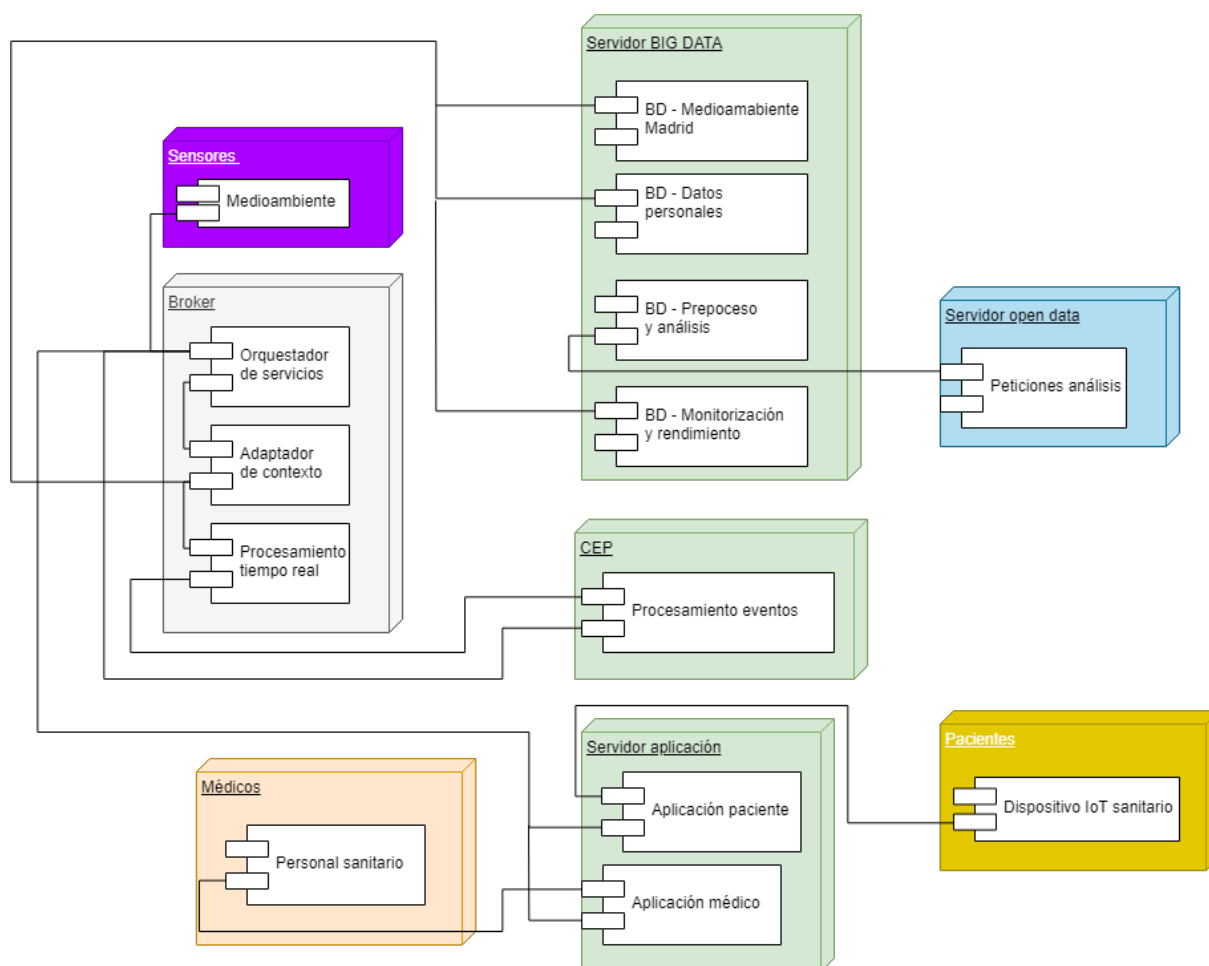 Servidor BIG DATA
BD - Medioamabiente
Madrid
BD - Datos
personales
BD - Prepoceso
y análisis
BD - Monitorización
y rendimiento
Sensores
Medioambiente
Broker
Orquestador
de servicios
Adaptador
de contexto
Procesamiento
tiempo real
Servidor open data
Peticiones análisis
CEP
Procesamiento eventos
Servidor aplicación
Aplicación paciente
Aplicación médico
Pacientes
Dispositivo IoT sanitario
Médicos
Personal sanitario